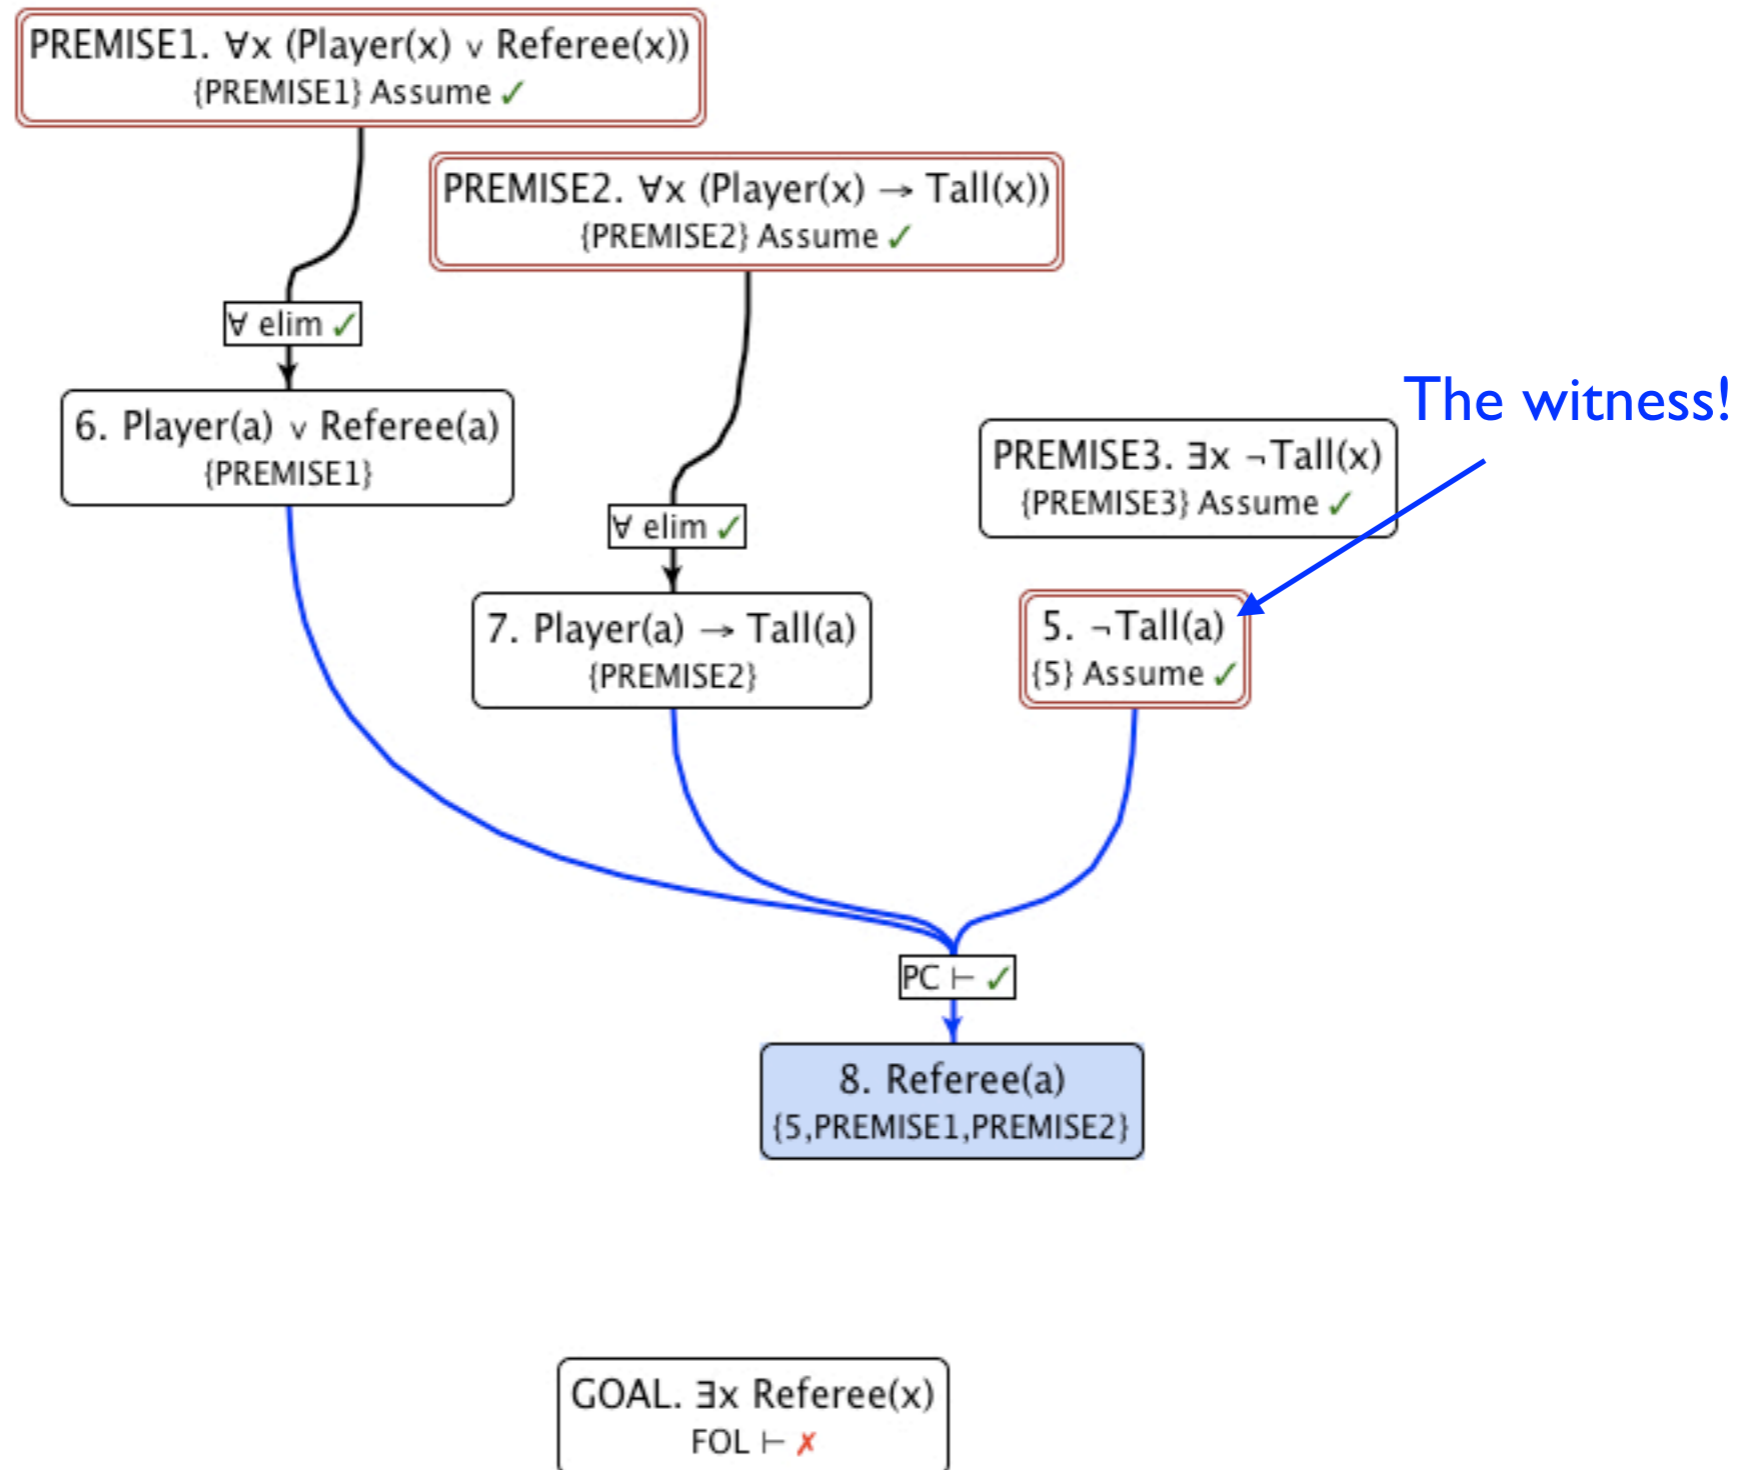 PREMISE1. ∀x (Player(x) ∨ Referee(x))
{PREMISE1} Assume ✓
PREMISE2. ∀x (Player(x) → Tall(x))
{PREMISE2} Assume ✓
∀ elim ✓
The witness!
6. Player(a) ∨ Referee(a)
{PREMISE1}
PREMISE3. ∃x ¬Tall(x)
{PREMISE3} Assume ✓
∀ elim ✓
7. Player(a) → Tall(a)
{PREMISE2}
5. ¬Tall(a)
{5} Assume ✓
PC ⊢ ✓
8. Referee(a)
{5,PREMISE1,PREMISE2}
GOAL. ∃x Referee(x)
FOL ⊢ ✗